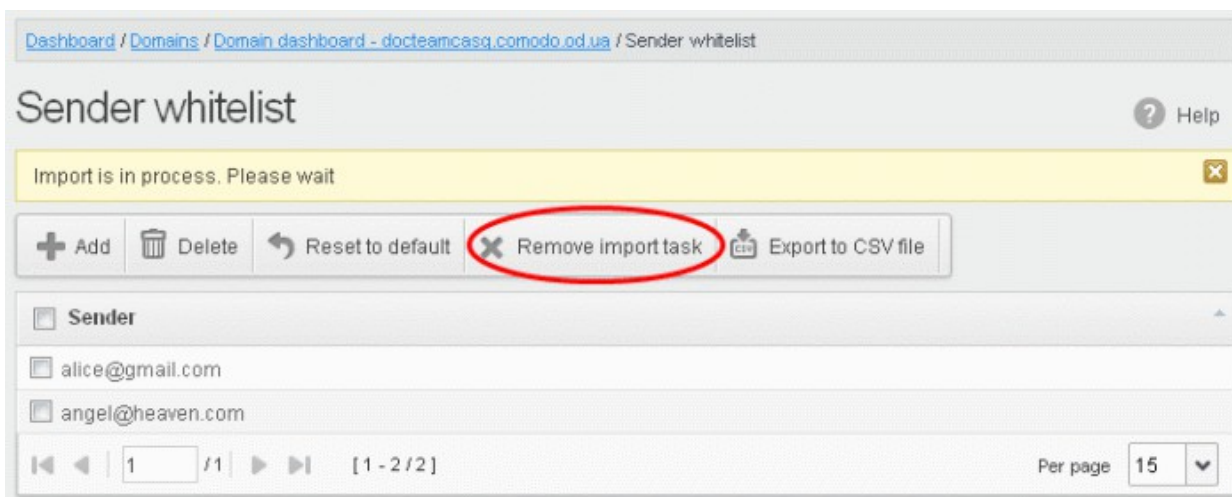 Dashboard / Domains / Domain dashboard - docteamcasg.comodo.od.ua / Sender whitelist
Sender whitelist
Help
Import is in process. Please wait
Add Delete Reset to default Remove import task Export to CSV file
Sender
alice@gmail.com
angel@heaven.com
1 /1 [1 - 2 / 2] Per page 15